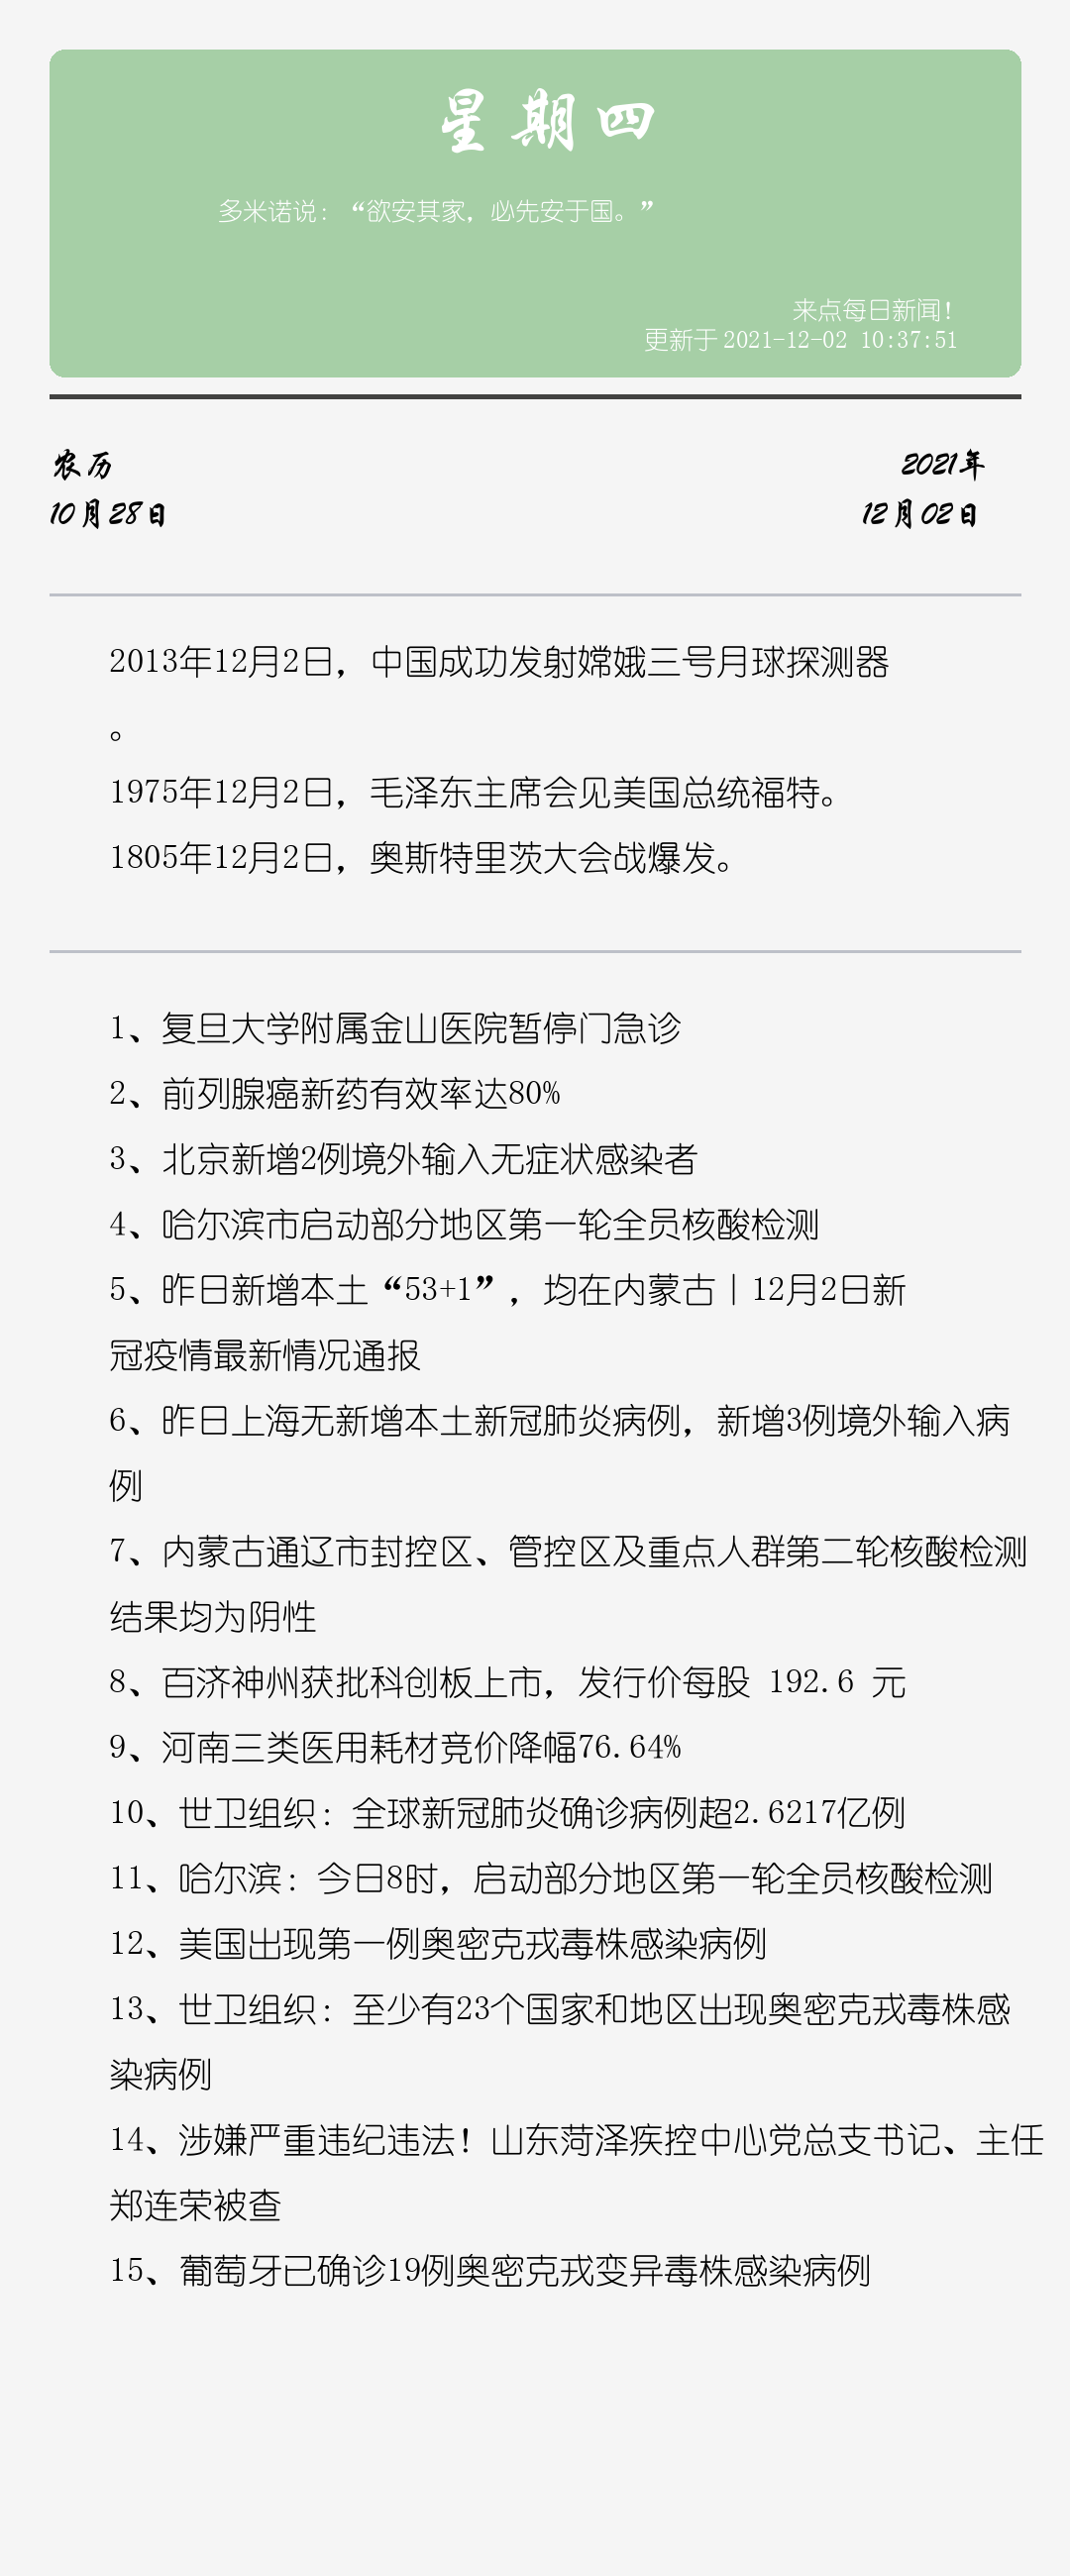 星期四
多米诺说：“欲安其家，必先安于国。”
来点每日新闻！
更新于 2021-12-02 10:37:51
农历
10月28日
2021年
12月02日
2013年12月2日，中国成功发射嫦娥三号月球探测器
。
1975年12月2日，毛泽东主席会见美国总统福特。
1805年12月2日，奥斯特里茨大会战爆发。
1、复旦大学附属金山医院暂停门急诊
2、前列腺癌新药有效率达80%
3、北京新增2例境外输入无症状感染者
4、哈尔滨市启动部分地区第一轮全员核酸检测
5、昨日新增本土“53+1”，均在内蒙古丨12月2日新
冠疫情最新情况通报
6、昨日上海无新增本土新冠肺炎病例，新增3例境外输入病
例
7、内蒙古通辽市封控区、管控区及重点人群第二轮核酸检测
结果均为阴性
8、百济神州获批科创板上市，发行价每股 192.6 元
9、河南三类医用耗材竞价降幅76.64%
10、世卫组织：全球新冠肺炎确诊病例超2.6217亿例
11、哈尔滨：今日8时，启动部分地区第一轮全员核酸检测
12、美国出现第一例奥密克戎毒株感染病例
13、世卫组织：至少有23个国家和地区出现奥密克戎毒株感
染病例
14、涉嫌严重违纪违法！山东菏泽疾控中心党总支书记、主任
郑连荣被查
15、葡萄牙已确诊19例奥密克戎变异毒株感染病例